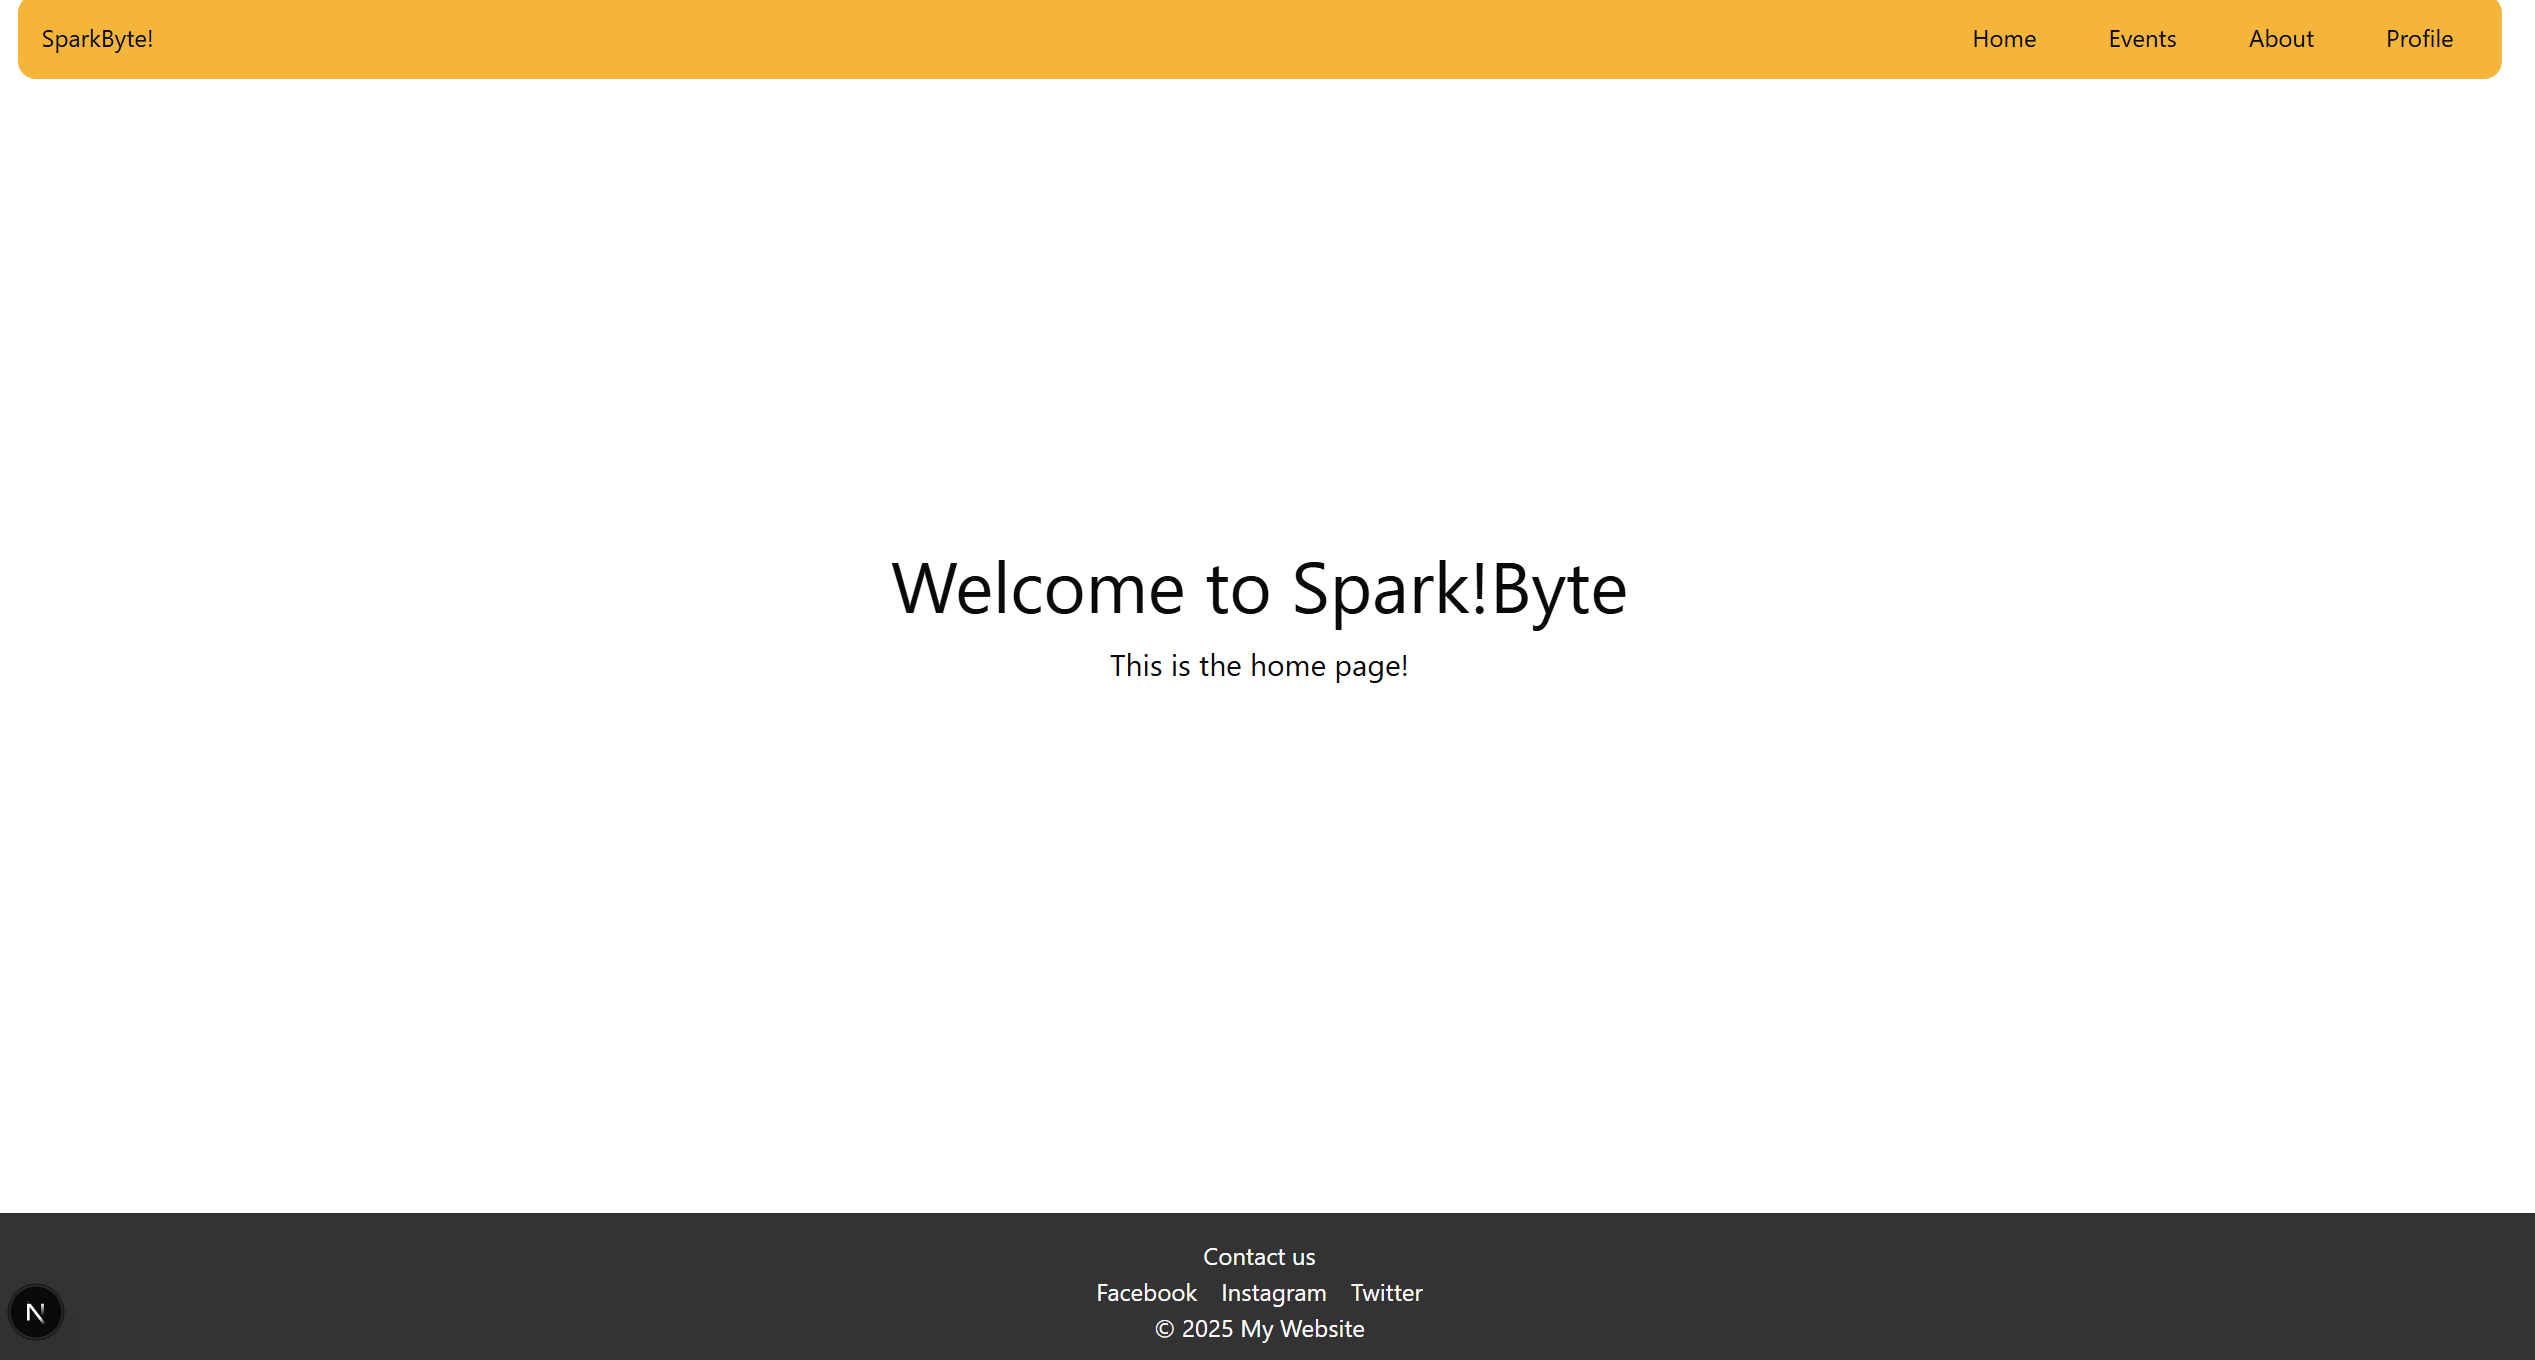 SparkByte! Home Events About Profile
Welcome to Spark!Byte
This is the home page!
Contact us
Facebook Instagram Twitter
© 2025 My Website
N